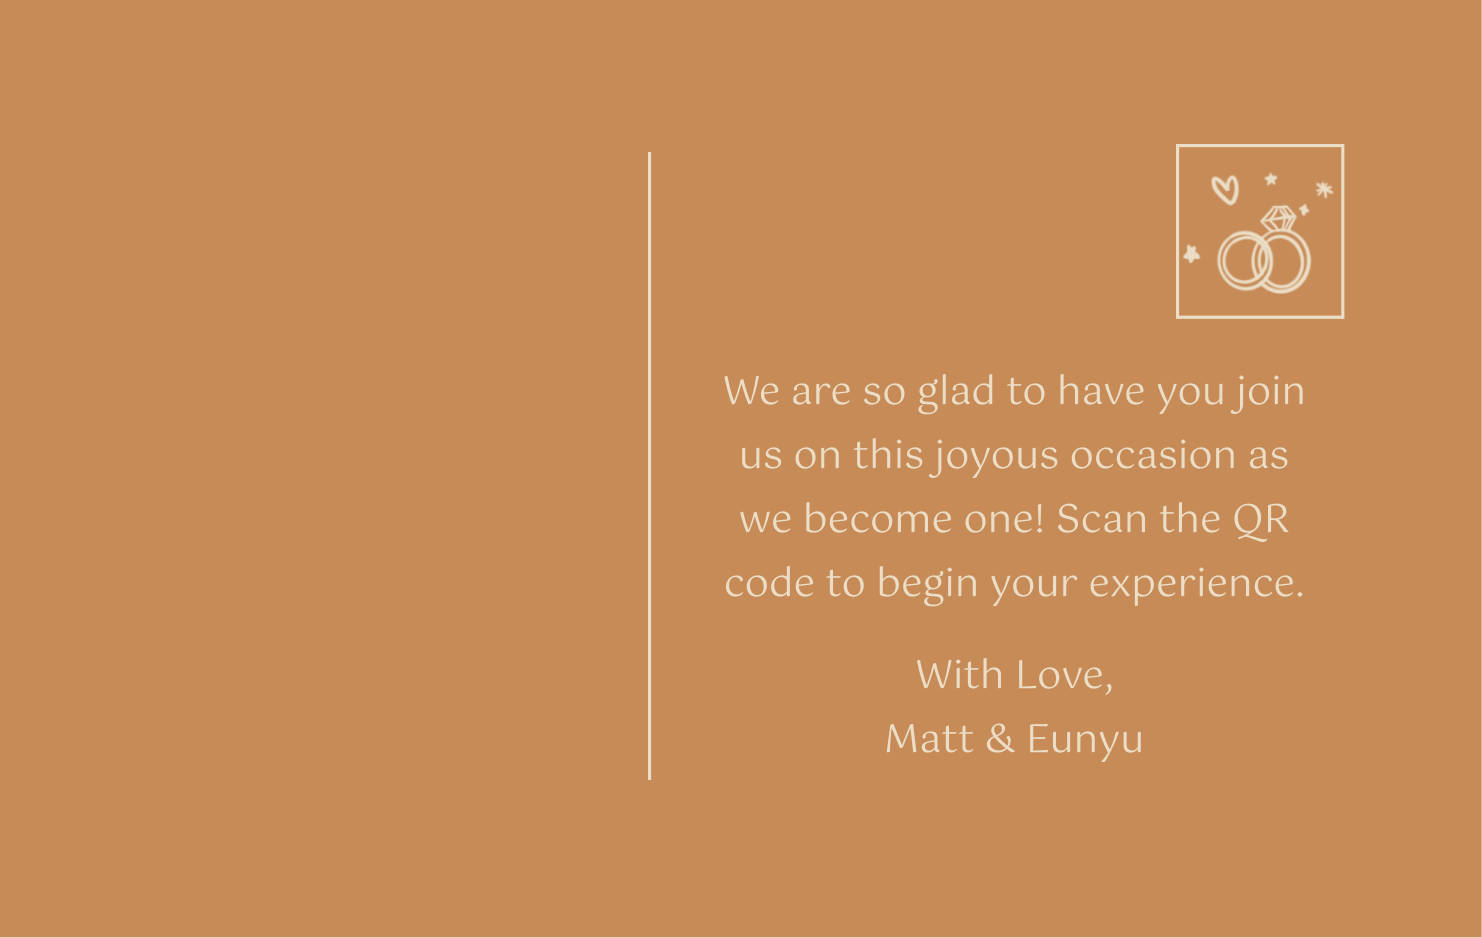 We are so glad to have you join
us on this joyous occasion as
we become one! Scan the QR
code to begin your experience.
With Love,
Matt & Eunyu